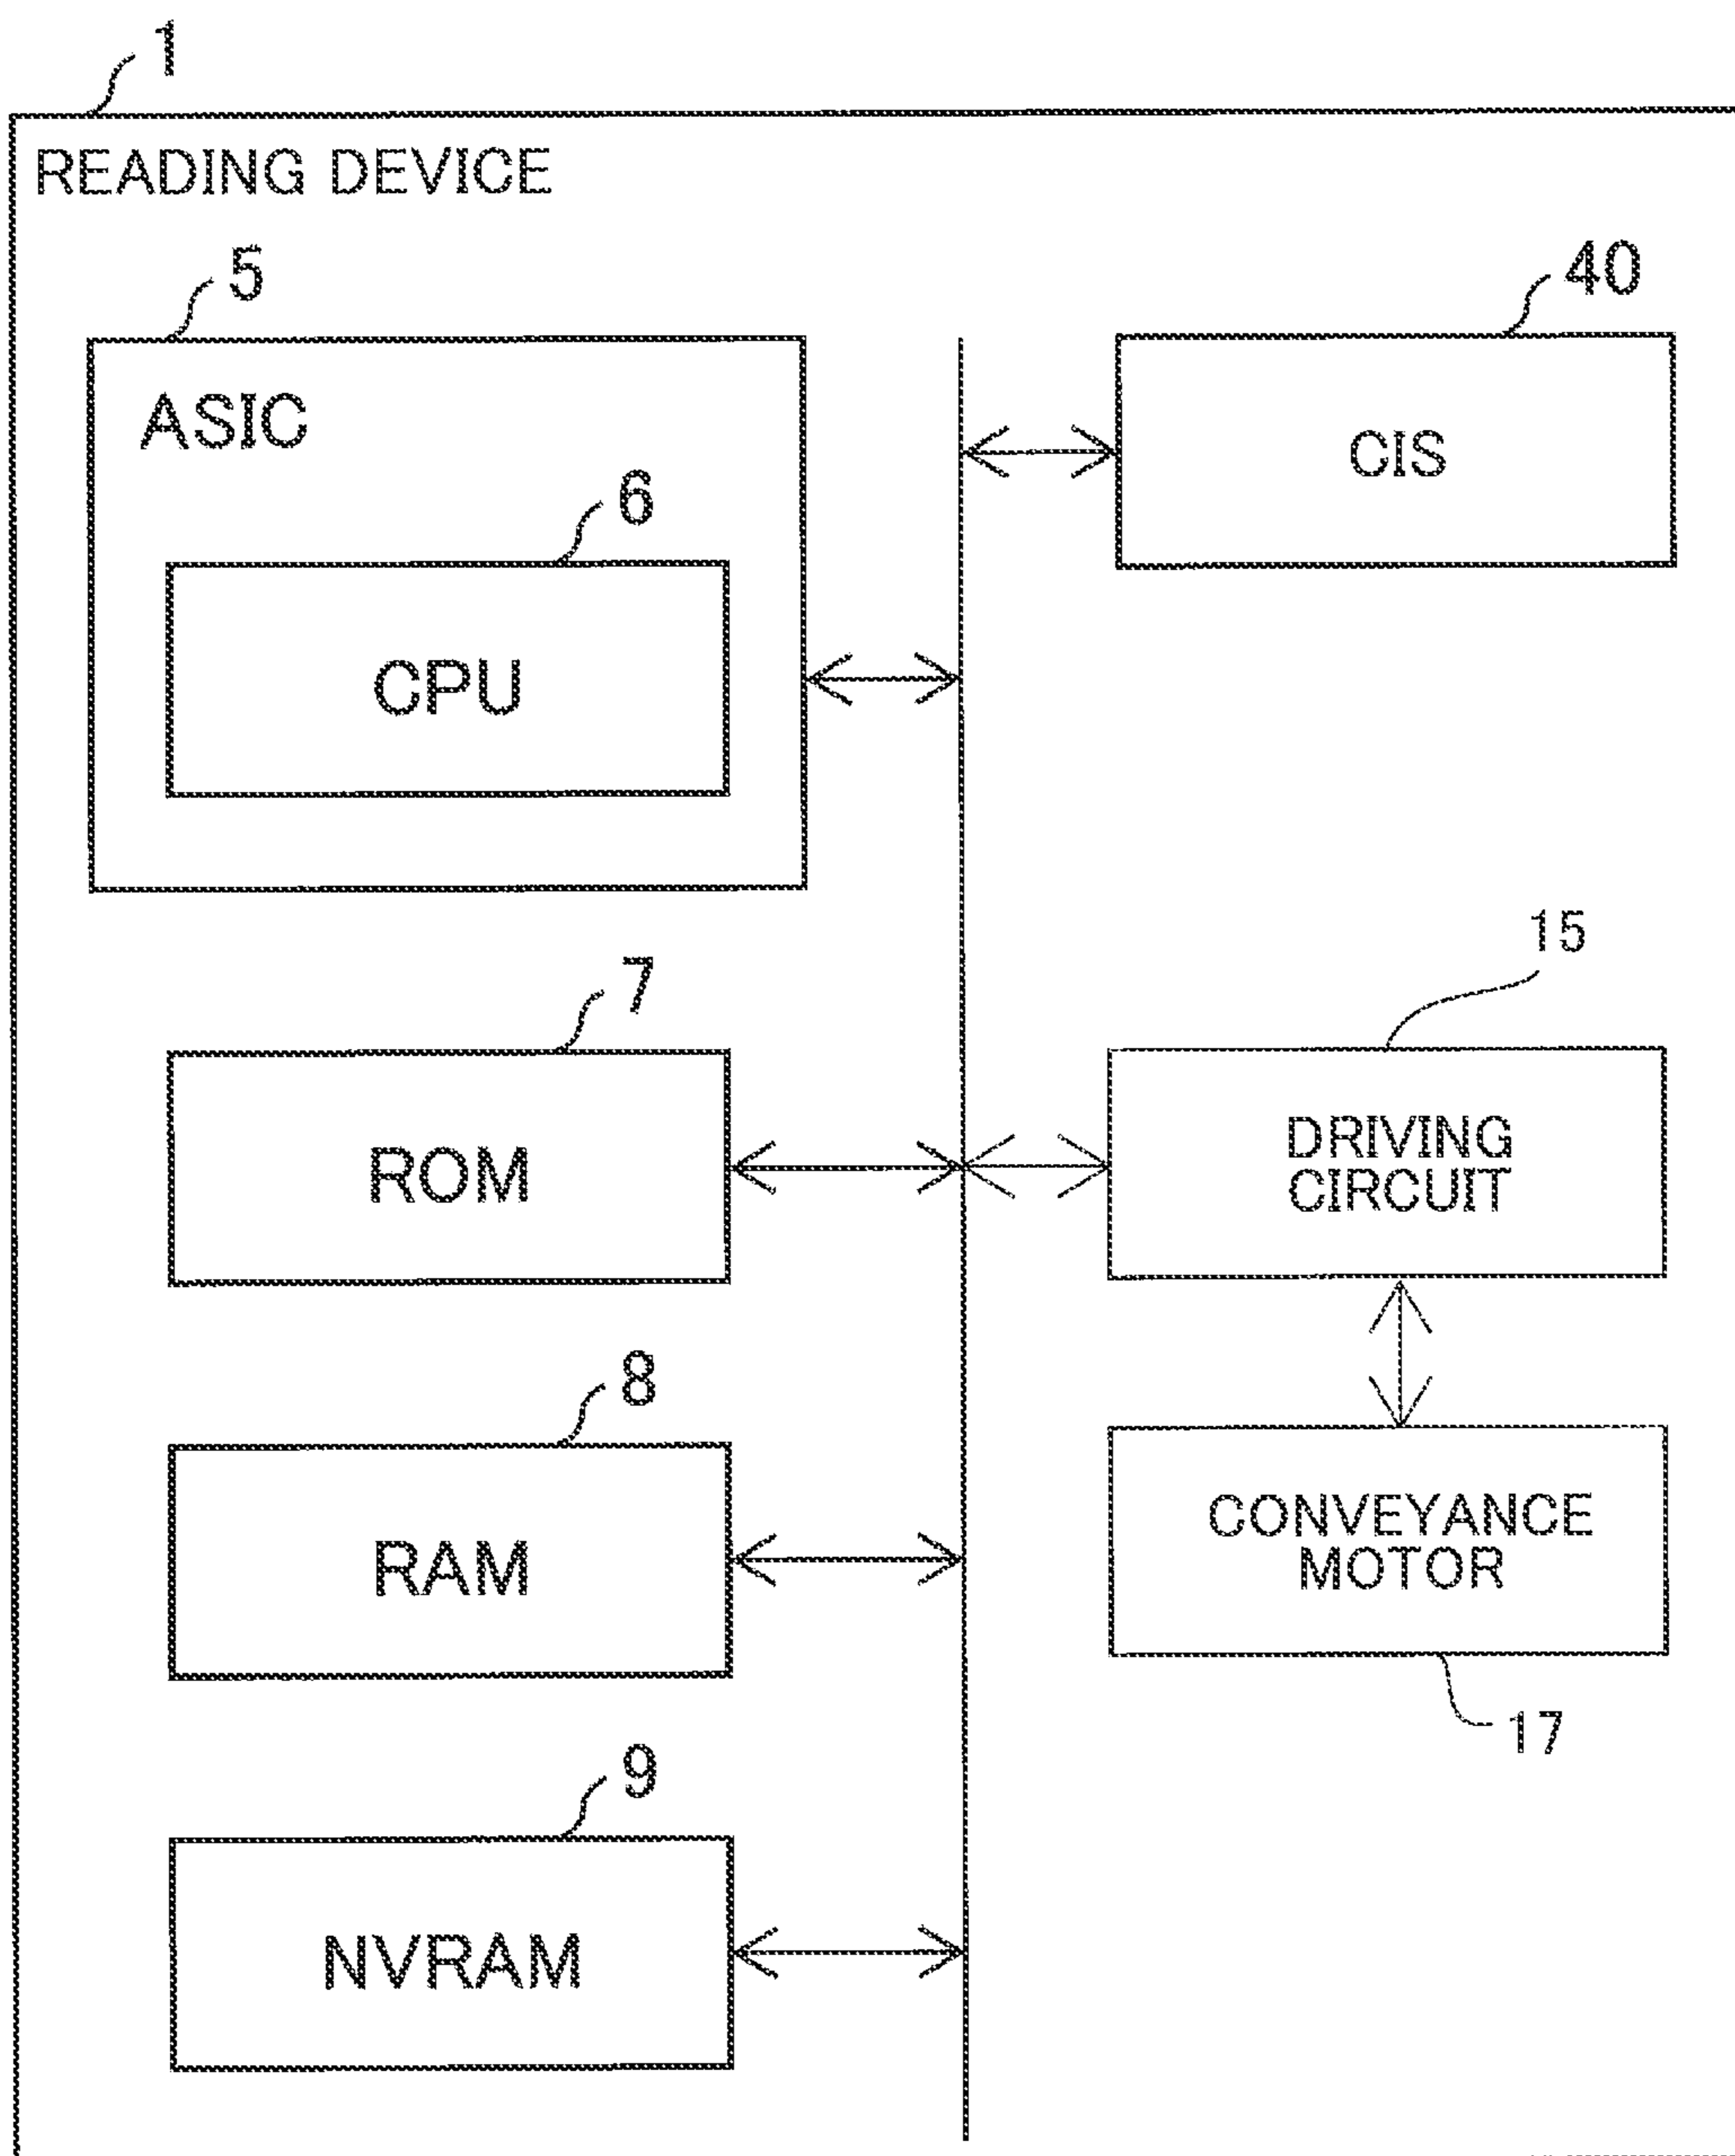 1
READING DEVICE
5
ASIC
6
CPU
40
CIS
7
ROM
15
DRIVING
CIRCUIT
8
RAM
CONVEYANCE
MOTOR
17
9
NVRAM